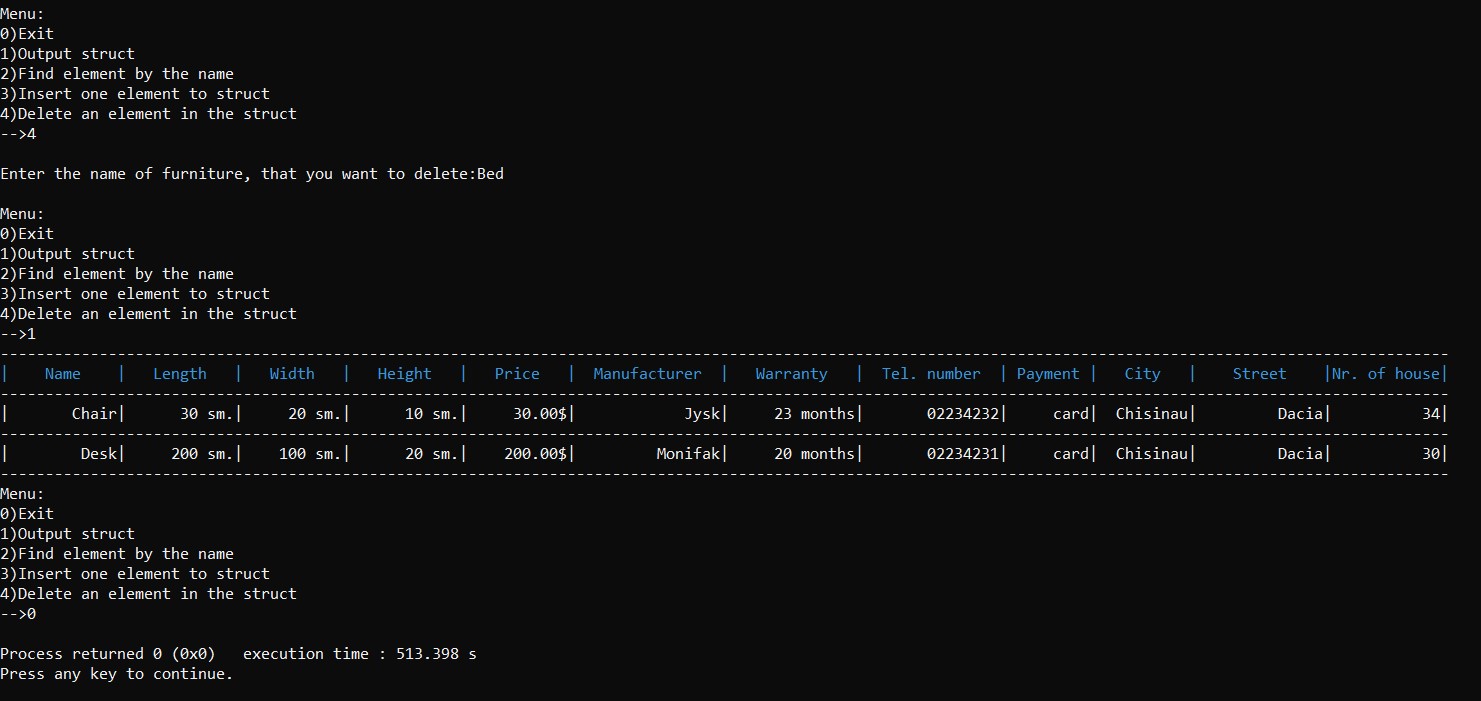 Menu:
0)Exit
1)Output struct
2)Find element by the name
3)Insert one element to struct
4)Delete an element in the struct
-->4
Enter the name of furniture, that you want to delete:Bed
Menu:
0)Exit
1)Output struct
2)Find element by the name
3)Insert one element to struct
4)Delete an element in the struct
-->1
-----------------------------------------------------------------------------------------------------------------------------------------------------------------
|    Name    |   Length   |   Width   |   Height   |   Price   |  Manufacturer  |   Warranty   |  Tel. number  | Payment |   City   |    Street    |Nr. of house|
-----------------------------------------------------------------------------------------------------------------------------------------------------------------
|       Chair|      30 sm.|     20 sm.|      10 sm.|     30.00$|            Jysk|     23 months|       02234232|     card|  Chisinau|         Dacia|          34|
-----------------------------------------------------------------------------------------------------------------------------------------------------------------
|        Desk|     200 sm.|    100 sm.|      20 sm.|    200.00$|         Monifak|     20 months|       02234231|     card|  Chisinau|         Dacia|          30|
-----------------------------------------------------------------------------------------------------------------------------------------------------------------
Menu:
0)Exit
1)Output struct
2)Find element by the name
3)Insert one element to struct
4)Delete an element in the struct
-->0
Process returned 0 (0x0)   execution time : 513.398 s
Press any key to continue.